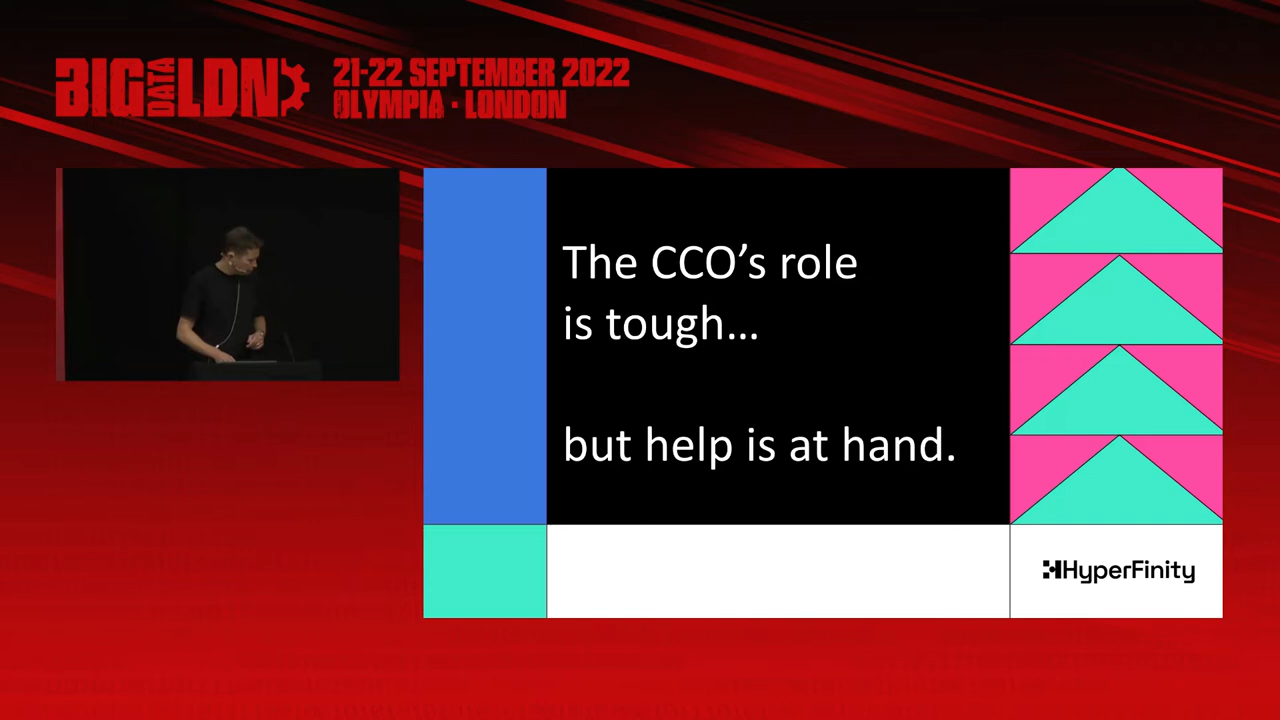 BIG DATA LDN
21-22 SEPTEMBER 2022
OLYMPIA · LONDON
The CCO’s role
is tough...
but help is at hand.
HyperFinity